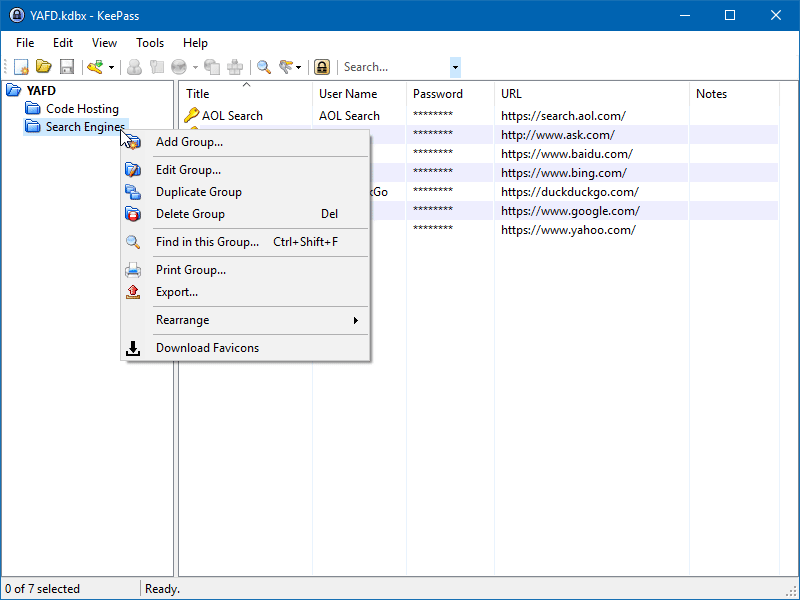 YAFD.kdbx - KeePass
File Edit View Tools Help
Search...
YAFD
Code Hosting
Search Engines
Title User Name Password URL Notes
AOL Search AOL Search ******** https://search.aol.com/
******** http://www.ask.com/
******** https://www.baidu.com/
******** https://www.bing.com/
Go ******** https://duckduckgo.com/
******** https://www.google.com/
******** https://www.yahoo.com/
Add Group...
Edit Group...
Duplicate Group
Delete Group Del
Find in this Group... Ctrl+Shift+F
Print Group...
Export...
Rearrange
Download Favicons
0 of 7 selected Ready.